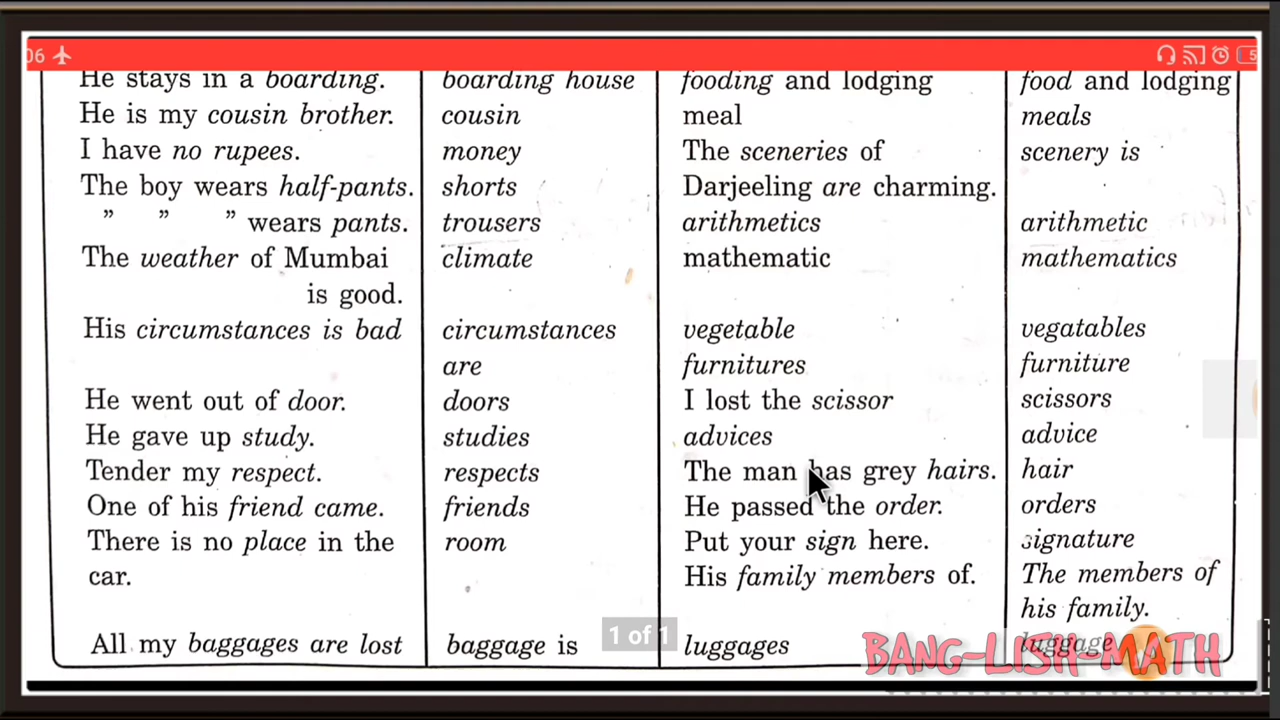 06
He stays in a boarding. boarding house fooding and lodging food and lodging
He is my cousin brother. cousin meal meals
I have no rupees. money The sceneries of scenery is
The boy wears half-pants. shorts Darjeeling are charming.
" " " wears pants. trousers arithmetics arithmetic
The weather of Mumbai climate mathematic mathematics
is good.
His circumstances is bad circumstances vegetable vegatables
are furnitures furniture
He went out of door. doors I lost the scissor scissors
He gave up study. studies advices advice
Tender my respect. respects The man has grey hairs. hair
One of his friend came. friends He passed the order. orders
There is no place in the room Put your sign here. signature
car. His family members of. The members of
his family.
1 of 1
All my baggages are lost baggage is luggages luggage
BANG-LISH-MATH